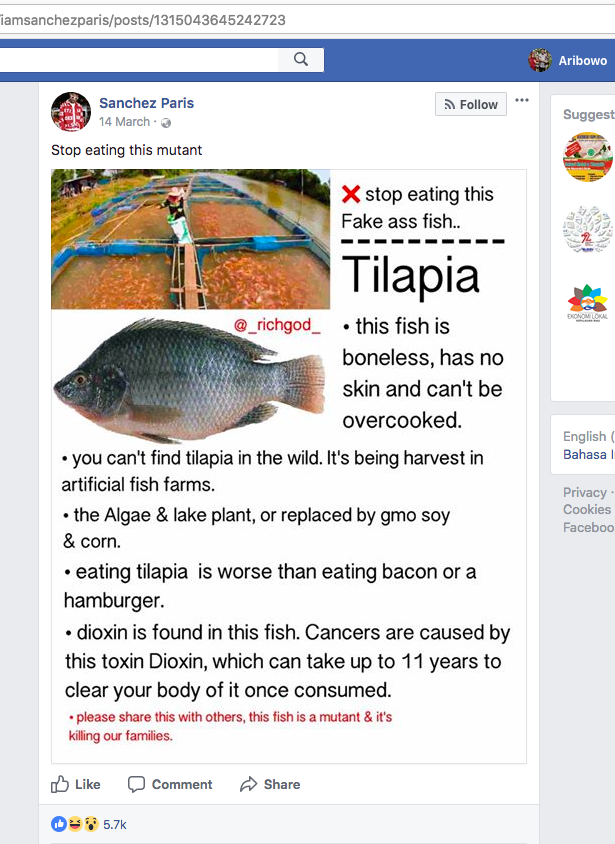 iamsanchezparis/posts/1315043645242723
Aribowo
Sanchez Paris
14 March ·
Follow
Suggest
Stop eating this mutant
❌ stop eating this
Fake ass fish..
Tilapia
@_richgod_
• this fish is
boneless, has no
skin and can't be
overcooked.
• you can't find tilapia in the wild. It's being harvest in
artificial fish farms.
• the Algae & lake plant, or replaced by gmo soy
& corn.
• eating tilapia is worse than eating bacon or a
hamburger.
• dioxin is found in this fish. Cancers are caused by
this toxin Dioxin, which can take up to 11 years to
clear your body of it once consumed.
• please share this with others, this fish is a mutant & it's
killing our families.
EKONOMI LOKAL
English (
Bahasa I
Privacy ·
Cookies
Faceboo
Like
Comment
Share
5.7k